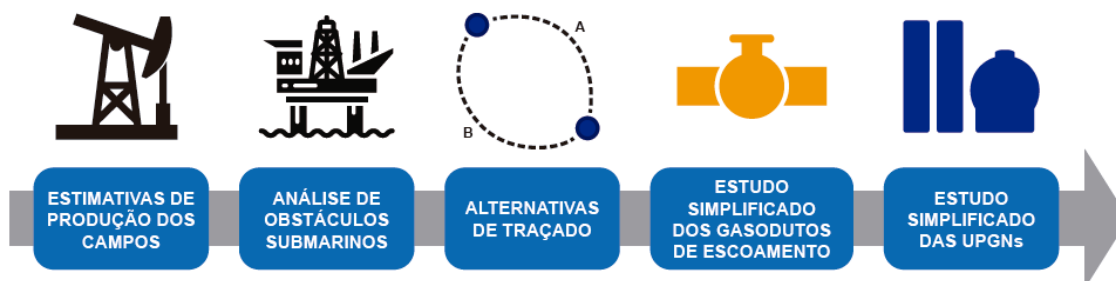 A
B
ESTIMATIVAS DE
PRODUÇÃO DOS
CAMPOS
ANÁLISE DE
OBSTÁCULOS
SUBMARINOS
ALTERNATIVAS
DE TRAÇADO
ESTUDO
SIMPLIFICADO
DOS GASODUTOS
DE ESCOAMENTO
ESTUDO
SIMPLIFICADO
DAS UPGNs